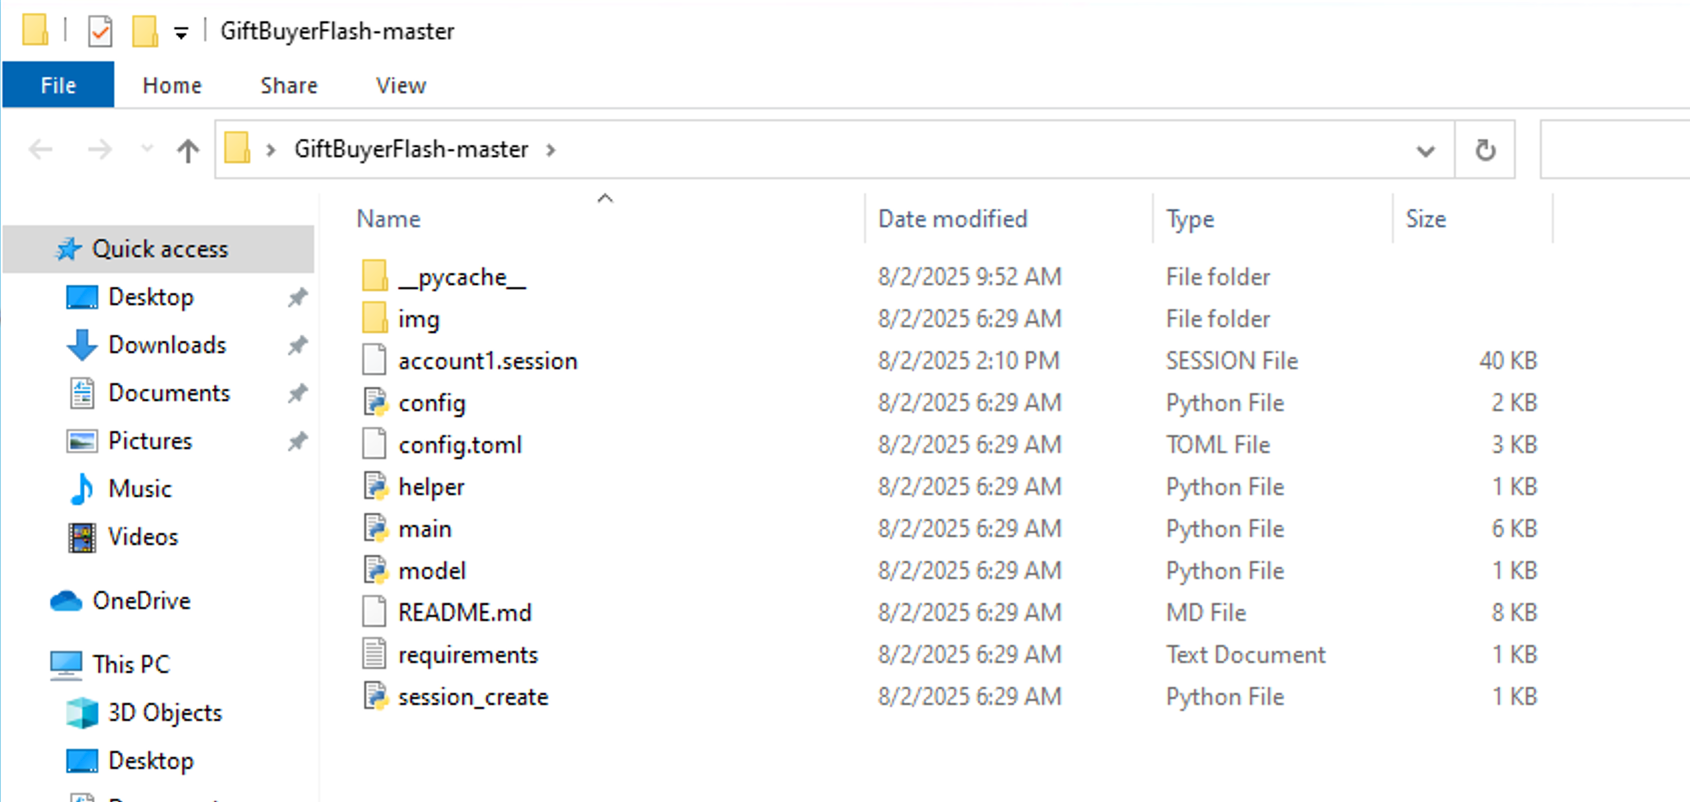 GiftBuyerFlash-master
File Home Share View
GiftBuyerFlash-master
Name Date modified Type Size
Quick access
Desktop
Downloads
Documents
Pictures
Music
Videos
OneDrive
This PC
3D Objects
Desktop
__pycache__ 8/2/2025 9:52 AM File folder
img 8/2/2025 6:29 AM File folder
account1.session 8/2/2025 2:10 PM SESSION File 40 KB
config 8/2/2025 6:29 AM Python File 2 KB
config.toml 8/2/2025 6:29 AM TOML File 3 KB
helper 8/2/2025 6:29 AM Python File 1 KB
main 8/2/2025 6:29 AM Python File 6 KB
model 8/2/2025 6:29 AM Python File 1 KB
README.md 8/2/2025 6:29 AM MD File 8 KB
requirements 8/2/2025 6:29 AM Text Document 1 KB
session_create 8/2/2025 6:29 AM Python File 1 KB